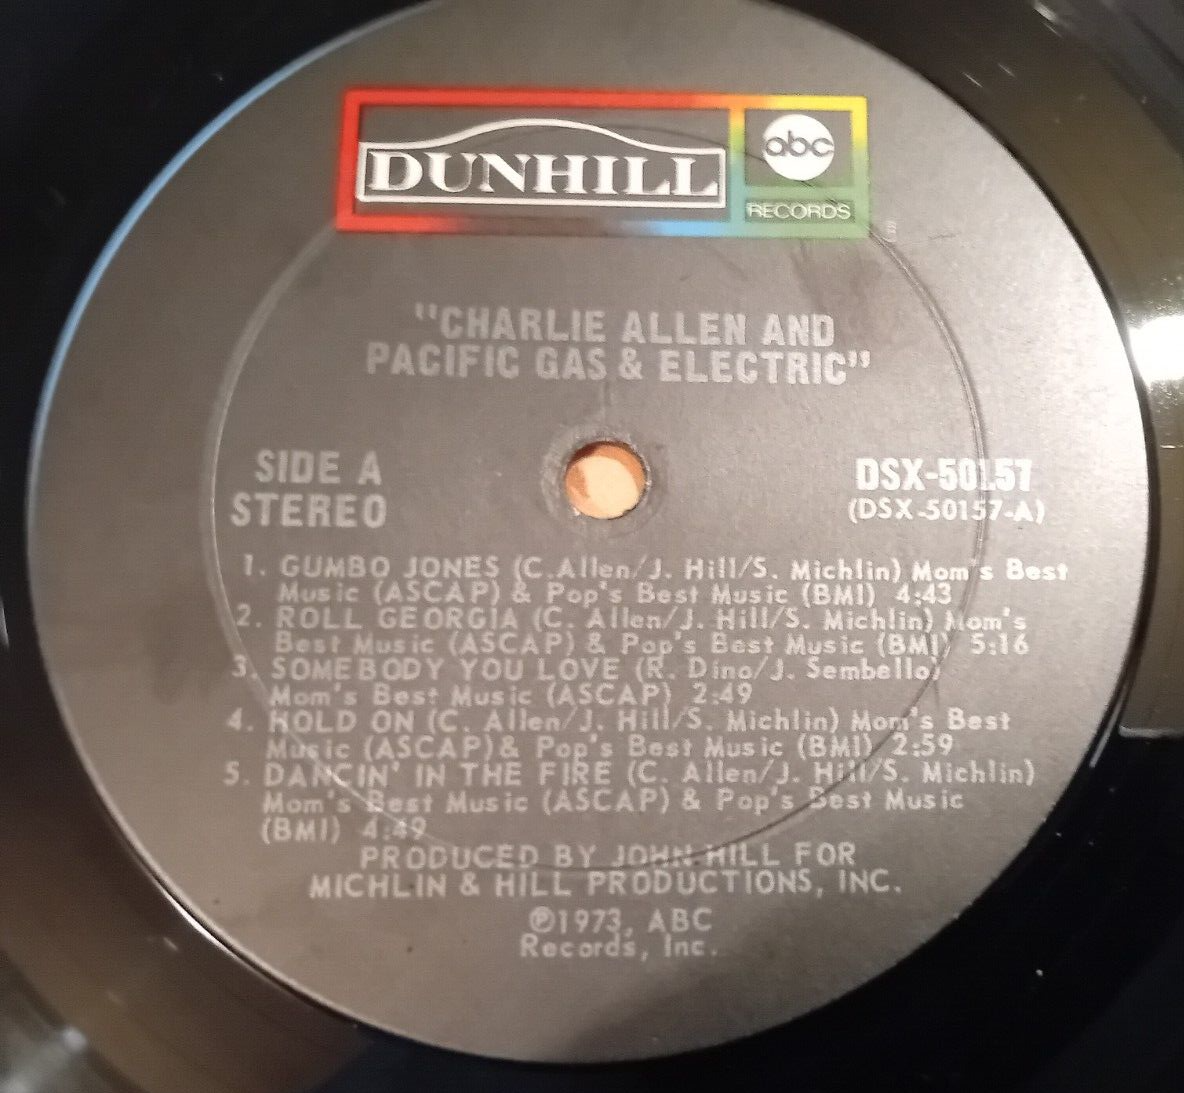 DUNHILL
abc
RECORDS
"CHARLIE ALLEN AND
PACIFIC GAS & ELECTRIC"
SIDE A
STEREO
DSX-50157
(DSX-50157-A)
1. GUMBO JONES (C.Allen/J. Hill/S. Michlin) Mom's Best
Music (ASCAP) & Pop's Best Music (BMI) 4:43
2. ROLL GEORGIA (C. Allen/J. Hill/S. Michlin) Mom's
Best Music (ASCAP) & Pop's Best Music (BMI) 5:16
3. SOMEBODY YOU LOVE (R. Dino/J. Sembello)
Mom's Best Music (ASCAP) 2:49
4. HOLD ON (C. Allen/J. Hill/S. Michlin) Mom's Best
Music (ASCAP)& Pop's Best Music (BMI) 2:59
5. DANCIN' IN THE FIRE (C. Allen/J. Hill/S. Michlin)
Mom's Best Music (ASCAP) & Pop's Best Music
(BMI) 4:49
PRODUCED BY JOHN HILL FOR
MICHLIN & HILL PRODUCTIONS, INC.
℗1973, ABC
Records, Inc.